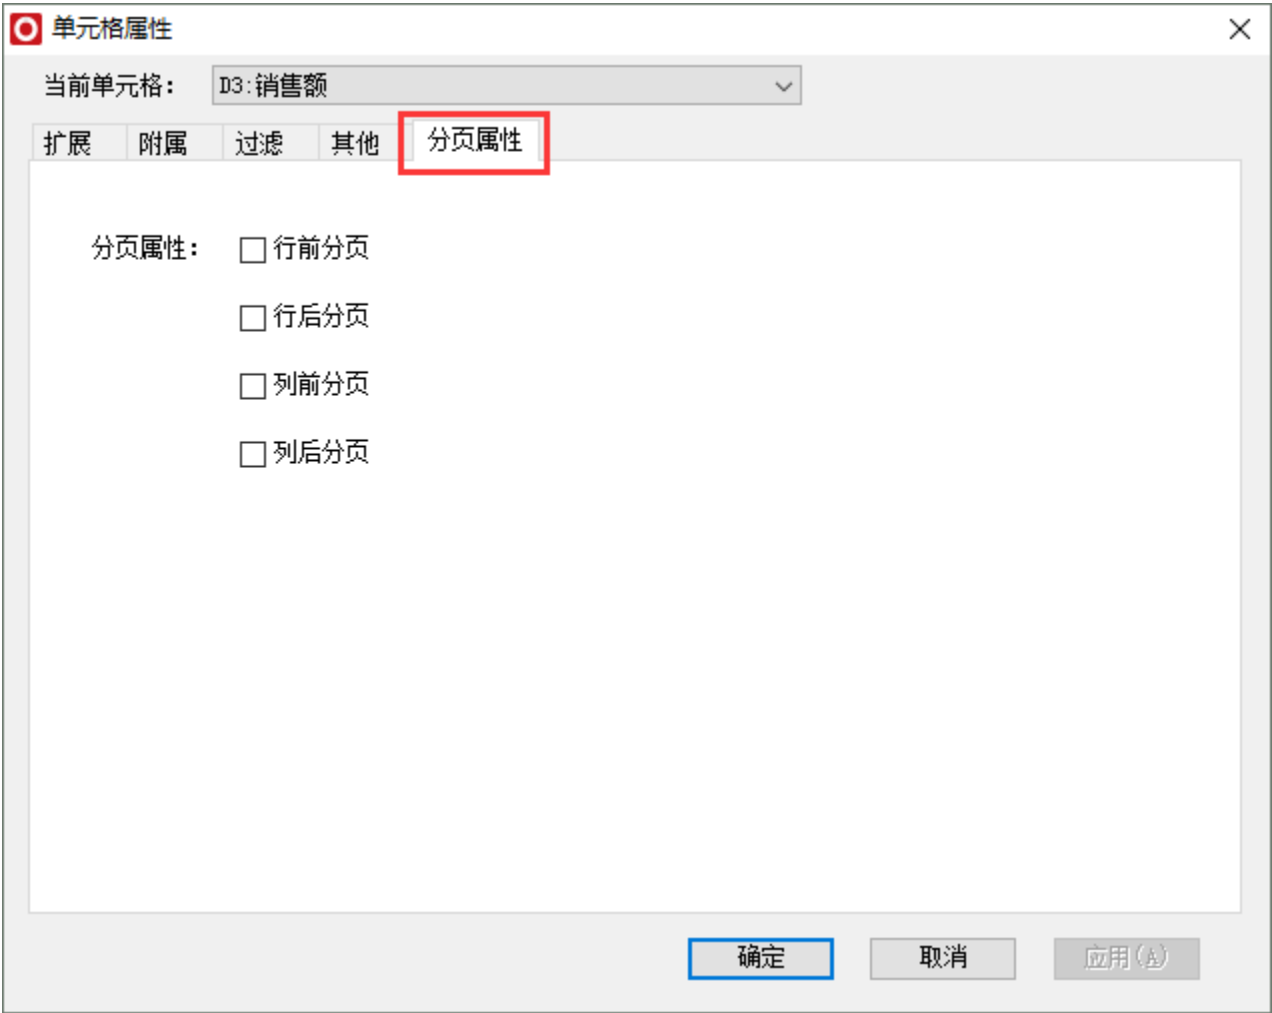 单元格属性
当前单元格： D3:销售额
扩展 附属 过滤 其他 分页属性
分页属性： 行前分页
行后分页
列前分页
列后分页
确定 取消 应用(A)